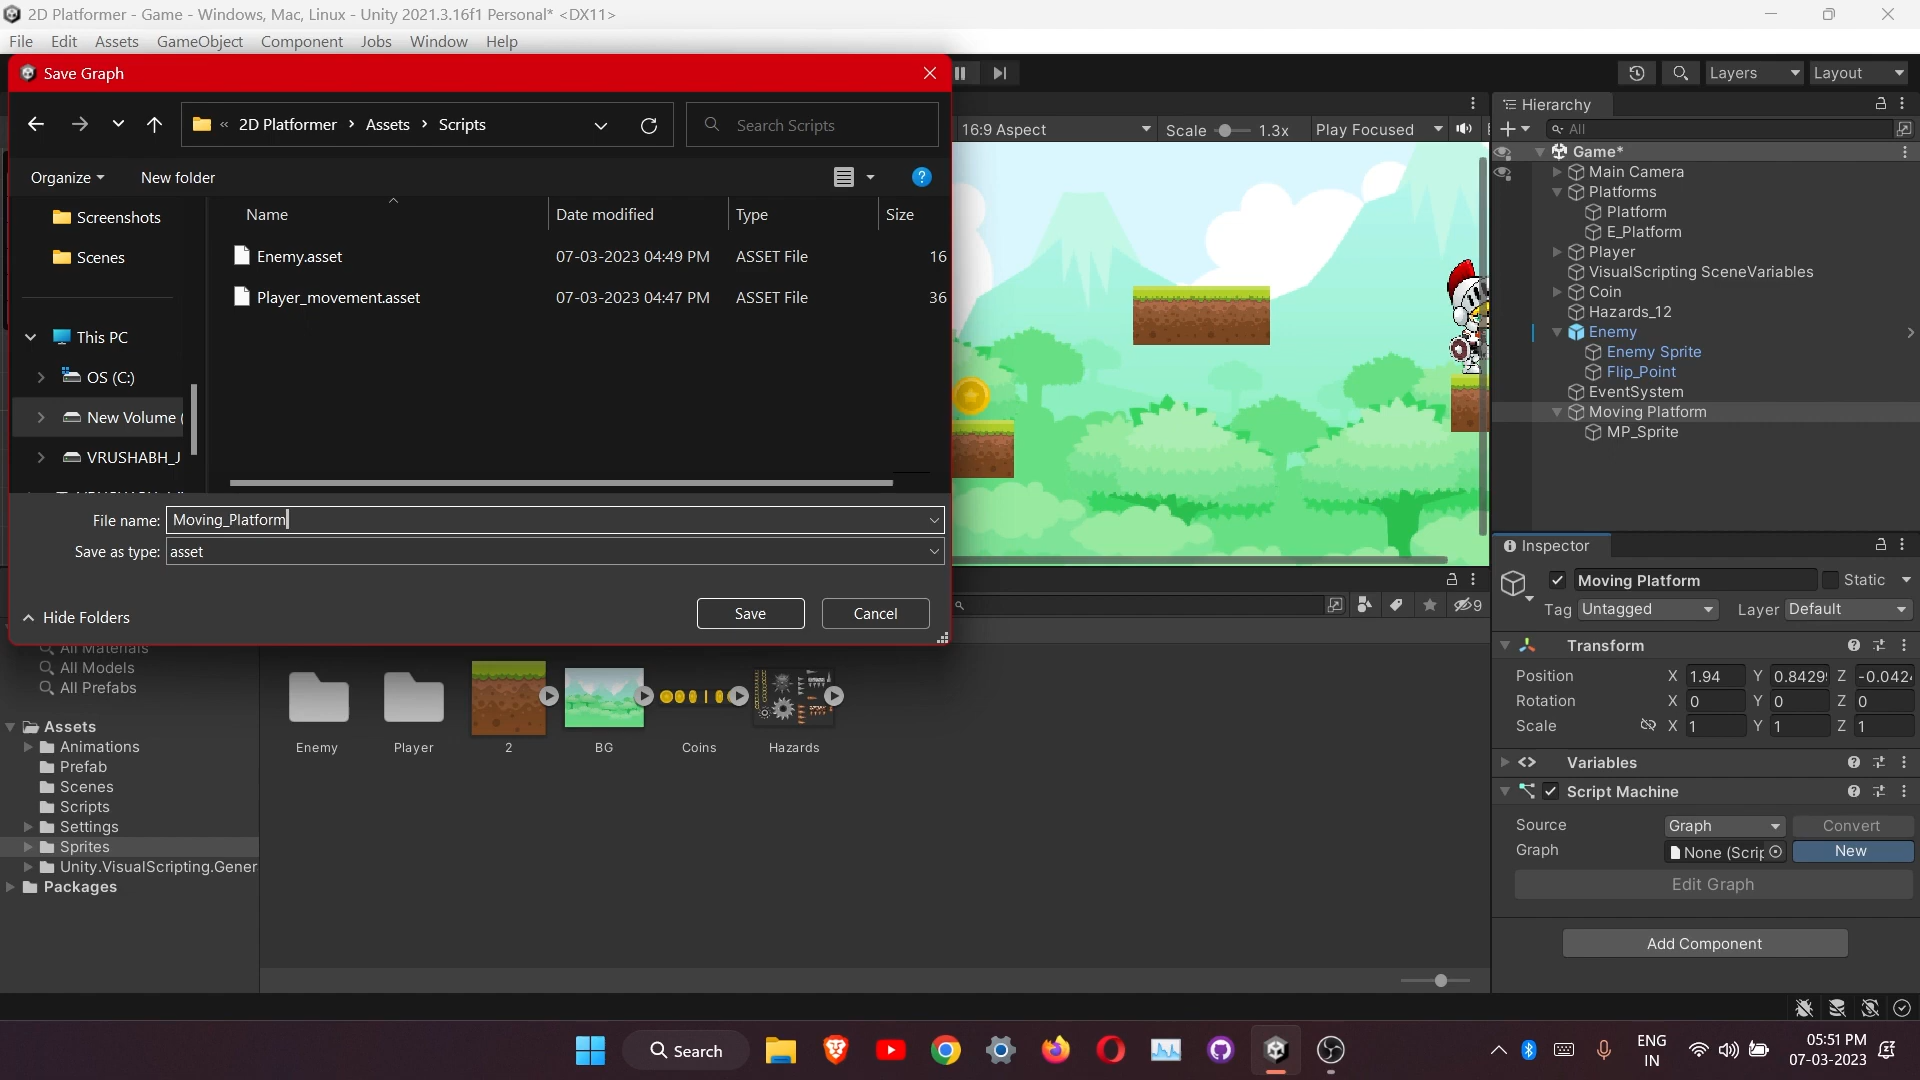 2D Platformer - Game - Windows, Mac, Linux - Unity 2021.3.16f1 Personal* <DX11>
File Edit Assets GameObject Component Jobs Window Help
Save Graph
Layers Layout
« 2D Platformer > Assets > Scripts
Search Scripts
Organize New folder
Screenshots
Scenes
This PC
OS (C:)
New Volume (
VRUSHABH_J
Name Date modified Type Size
Enemy.asset 07-03-2023 04:49 PM ASSET File 16
Player_movement.asset 07-03-2023 04:47 PM ASSET File 36
File name: Moving_Platform
Save as type: asset
Hide Folders
Save Cancel
16:9 Aspect Scale 1.3x Play Focused
Hierarchy
All
Game*
Main Camera
Platforms
Platform
E_Platform
Player
VisualScripting SceneVariables
Coin
Hazards_12
Enemy
Enemy Sprite
Flip_Point
EventSystem
Moving Platform
MP_Sprite
Inspector
Moving Platform Static
Tag Untagged Layer Default
Transform
Position X 1.94 Y 0.8429 Z -0.042
Rotation X 0 Y 0 Z 0
Scale X 1 Y 1 Z 1
Variables
Script Machine
Source Graph Convert
Graph None (Scrip New
Edit Graph
Add Component
9
All Materials
All Models
All Prefabs
Assets
Animations
Prefab
Scenes
Scripts
Settings
Sprites
Unity.VisualScripting.Gener
Packages
Enemy Player 2 BG Coins Hazards
Search
ENG
IN
05:51 PM
07-03-2023